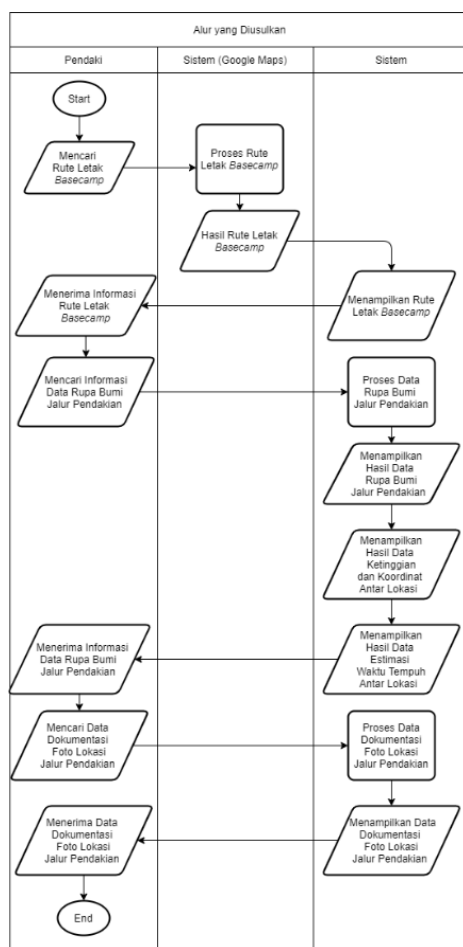 Alur yang Diusulkan
Pendaki
Sistem (Google Maps)
Sistem
Start
Mencari
Rute Letak
Basecamp
Proses Rute
Letak Basecamp
Hasil Rute Letak
Basecamp
Menampilkan Rute
Letak Basecamp
Menerima Informasi
Rute Letak
Basecamp
Mencari Informasi
Data Rupa Bumi
Jalur Pendakian
Proses Data
Rupa Bumi
Jalur Pendakian
Menampilkan
Hasil Data
Rupa Bumi
Jalur Pendakian
Menampilkan
Hasil Data
Ketinggian
dan Koordinat
Antar Lokasi
Menampilkan
Hasil Data
Estimasi
Waktu Tempuh
Antar Lokasi
Menerima Informasi
Data Rupa Bumi
Jalur Pendakian
Mencari Data
Dokumentasi
Foto Lokasi
Jalur Pendakian
Proses Data
Dokumentasi
Foto Lokasi
Jalur Pendakian
Menampilkan Data
Dokumentasi
Foto Lokasi
Jalur Pendakian
Menerima Data
Dokumentasi
Foto Lokasi
Jalur Pendakian
End